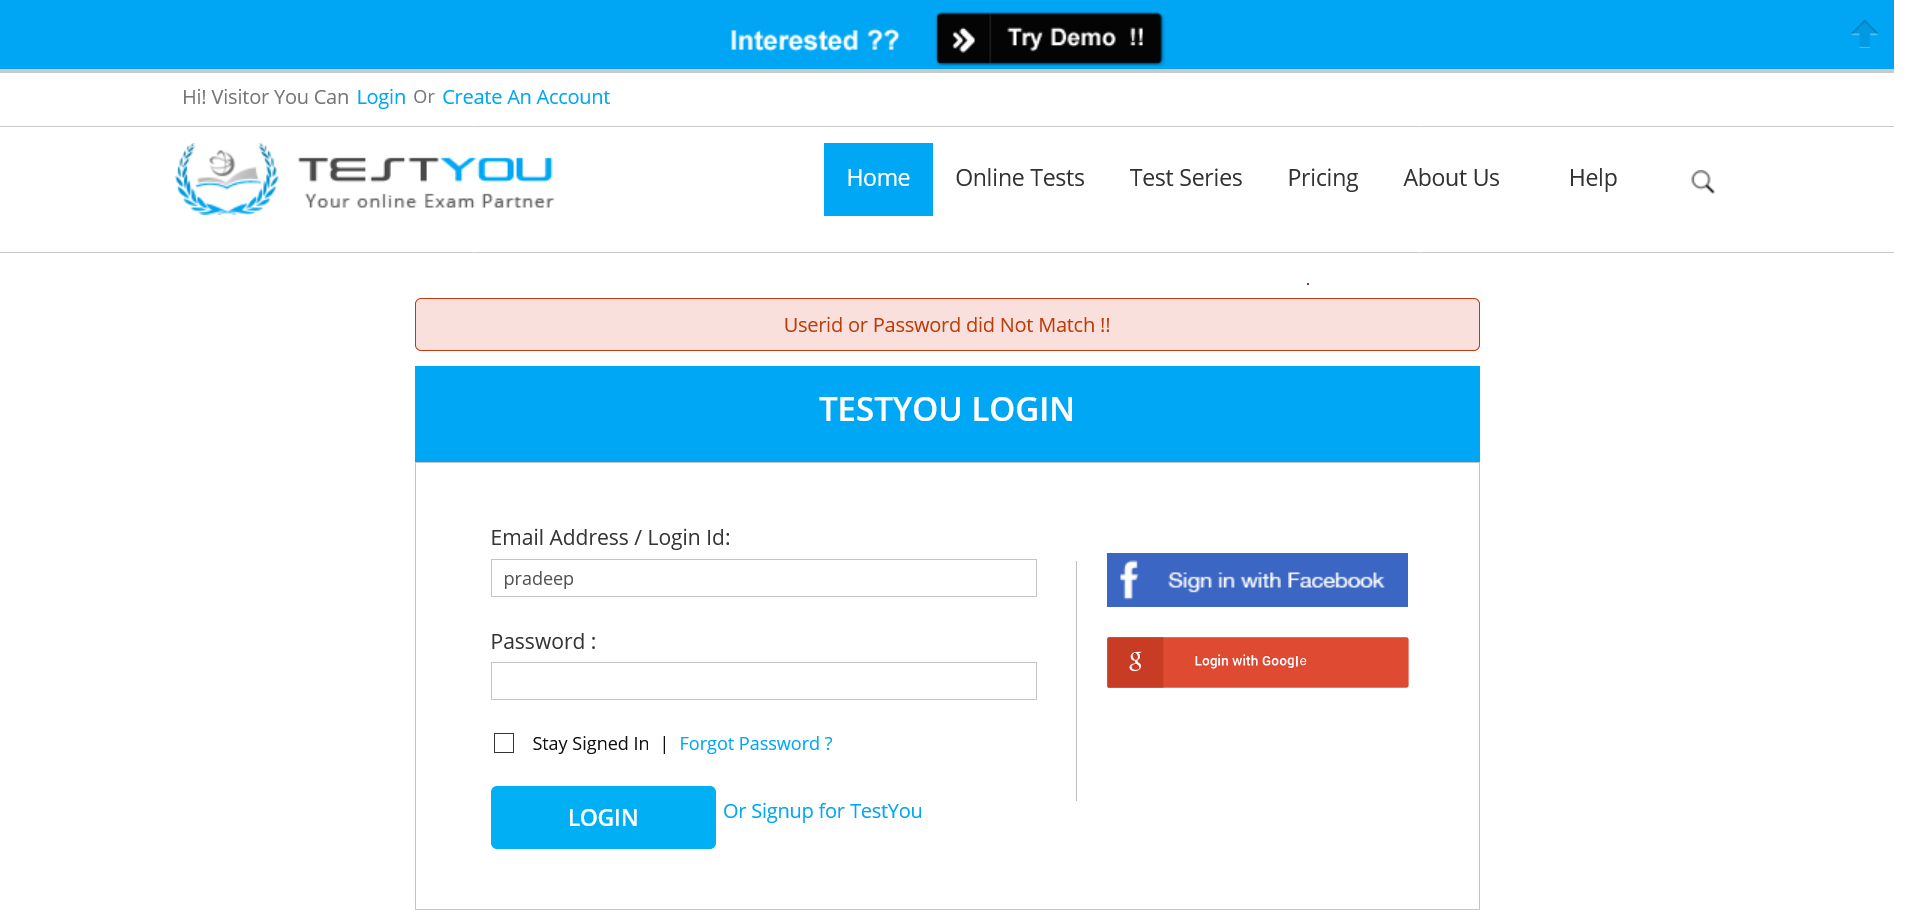 Interested ??
Try Demo !!
Hi! Visitor You Can Login Or Create An Account
TESTYOU
Your online Exam Partner
Home
Online Tests
Test Series
Pricing
About Us
Help
Userid or Password did Not Match !!
TESTYOU LOGIN
Email Address / Login Id:
pradeep
Password :
Stay Signed In | Forgot Password ?
LOGIN
Or Signup for TestYou
f Sign in with Facebook
g Login with Google